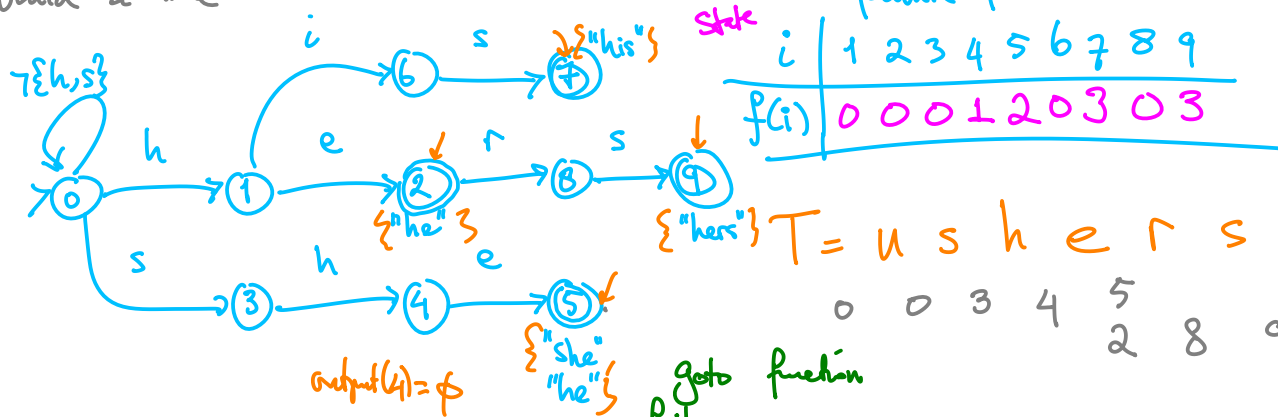 i s {"his"} state
¬{h,s} i 1 2 3 4 5 6 7 8 9
6 7
h e r s f(i) 0 0 0 1 2 0 3 0 3
0 1 2 8 9
{"he"} {"hers"} T = u s h e r s
s h e
3 4 5 0 0 3 4 5
{"she" 2 8
"he"}
output(4) = ϕ goto function